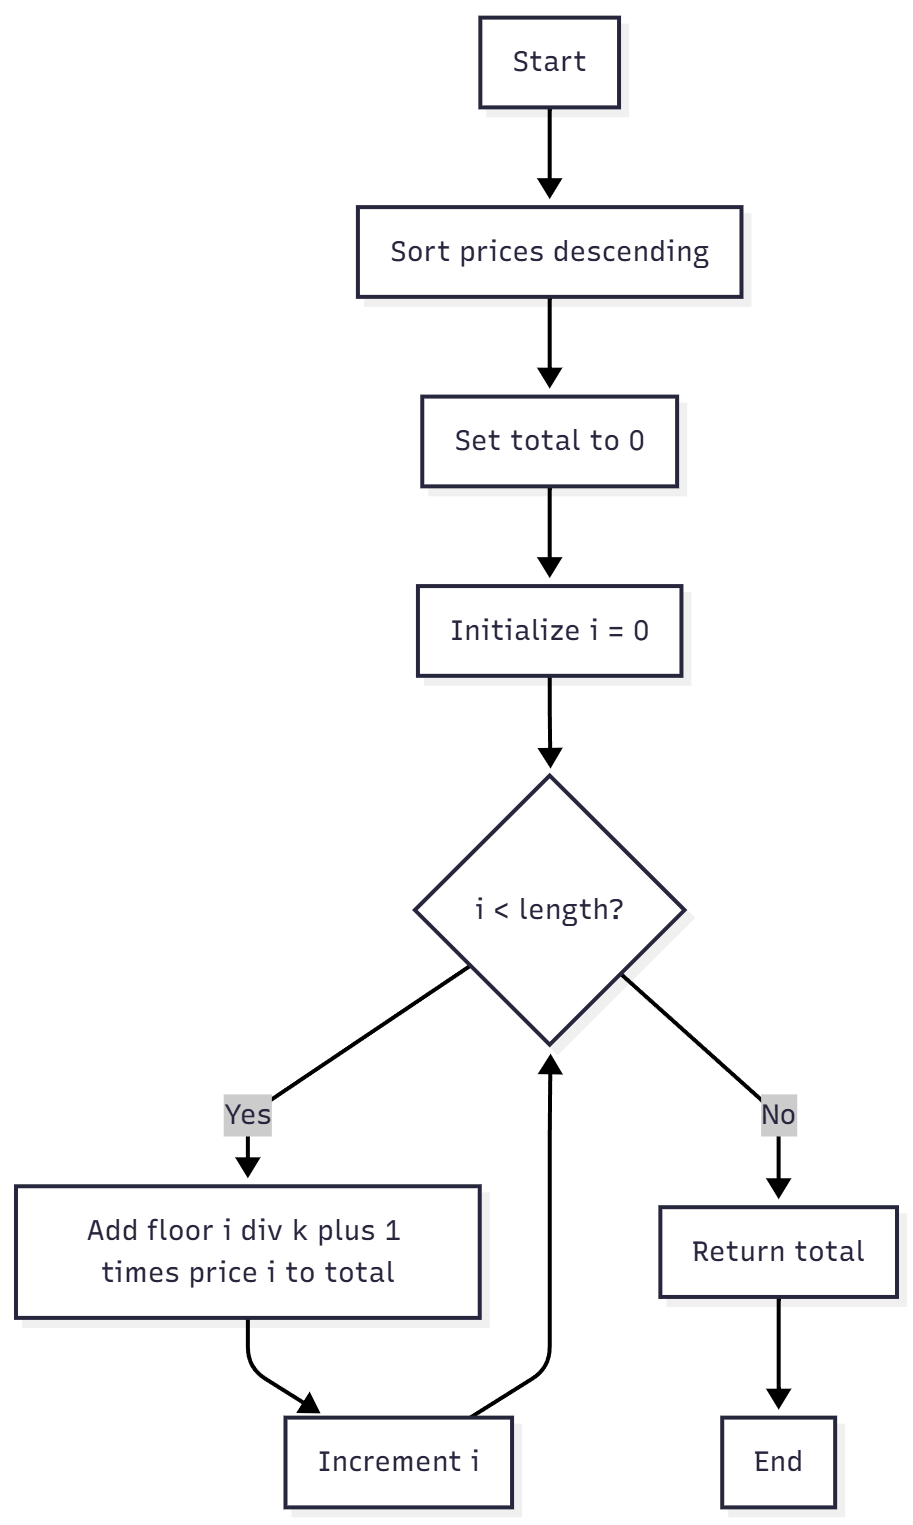 Start
Sort prices descending
Set total to 0
Initialize i = 0
i < length?
Yes
No
Add floor i div k plus 1
times price i to total
Return total
Increment i
End